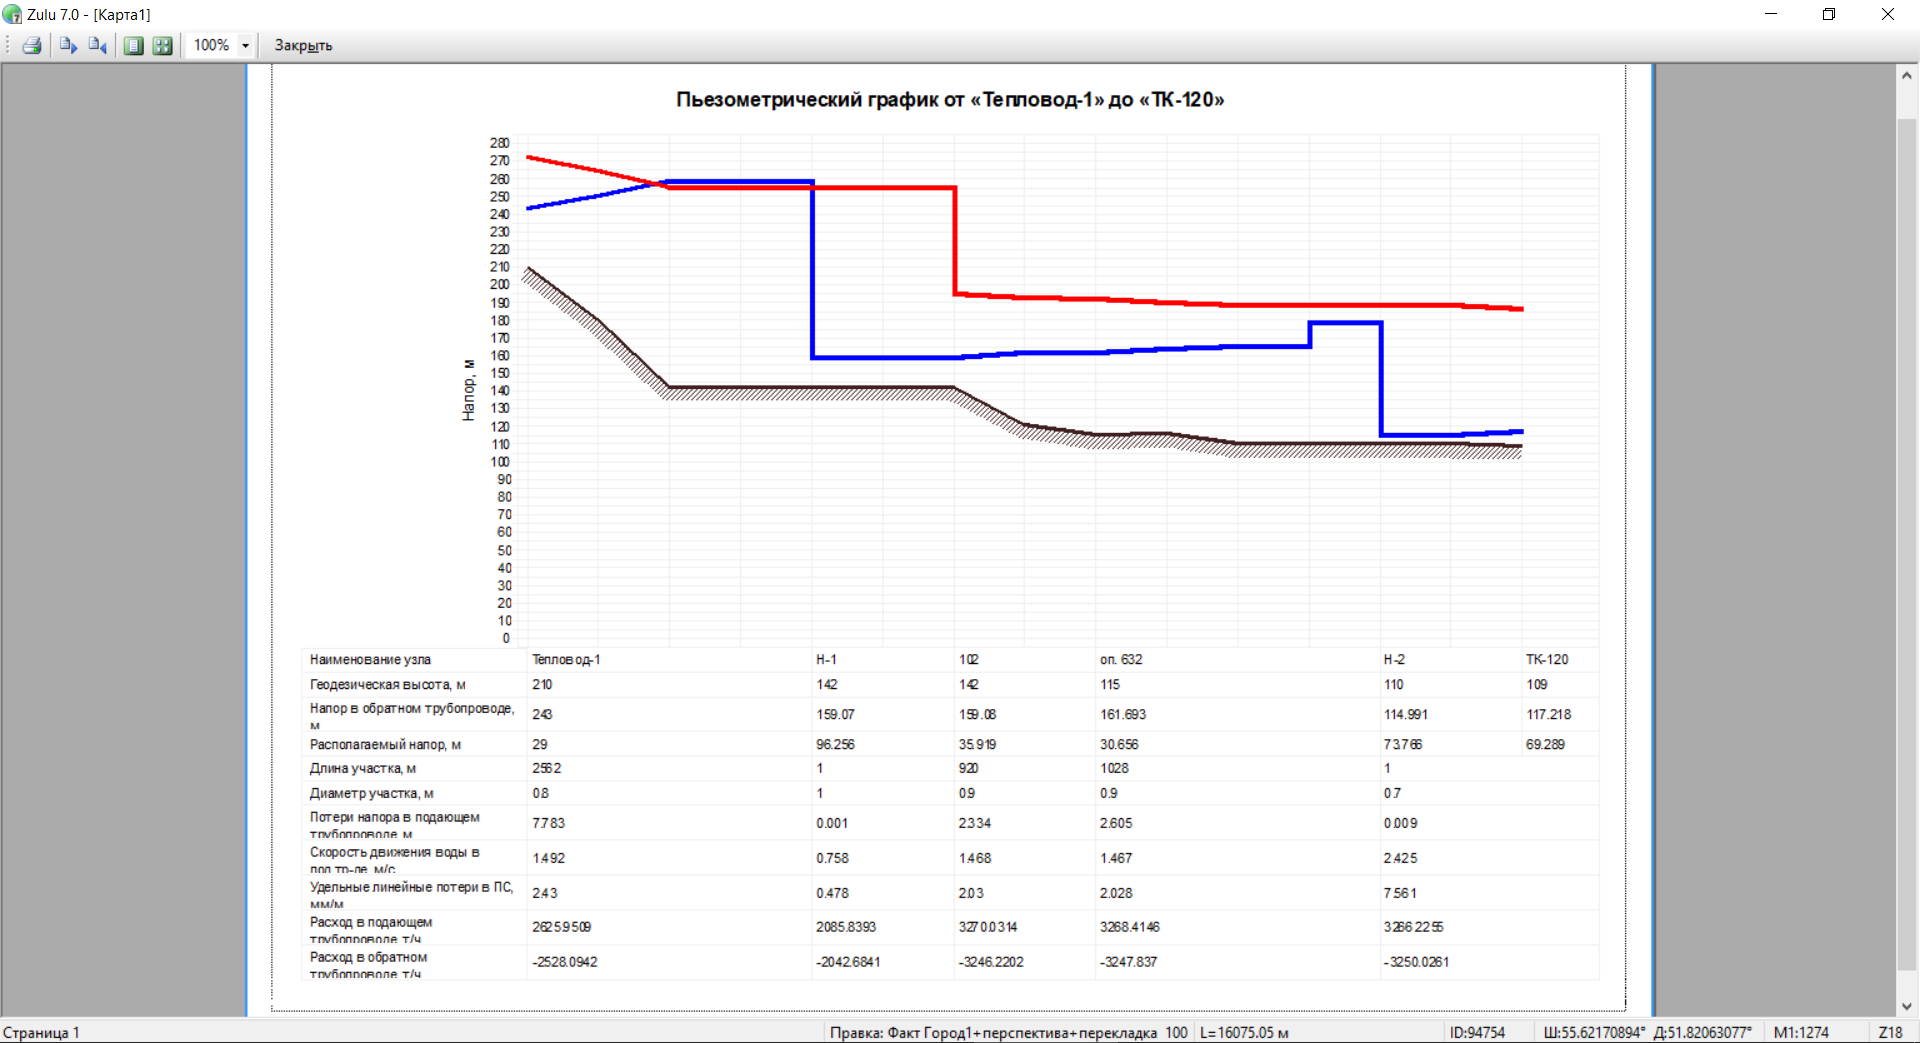 Zulu 7.0 - [Карта1]
100% Закрыть
Пьезометрический график от «Тепловод-1» до «ТК-120»
Напор, м
280
270
260
250
240
230
220
210
200
190
180
170
160
150
140
130
120
110
100
90
80
70
60
50
40
30
20
10
0
Наименование узла Тепловод-1 Н-1 102 оп. 632 Н-2 ТК-120
Геодезическая высота, м 210 142 142 115 110 109
Напор в обратном трубопроводе,
м 243 159.07 159.08 161.693 114.991 117.218
Располагаемый напор, м 29 96.256 35.919 30.656 73.766 69.289
Длина участка, м 2562 1 920 1028 1
Диаметр участка, м 0.8 1 0.9 0.9 0.7
Потери напора в подающем
трубопроводе, м 7.783 0.001 2.334 2.605 0.009
Скорость движения воды в
под.тр-де, м/с 1.492 0.758 1.468 1.467 2.425
Удельные линейные потери в ПС,
мм/м 2.43 0.478 2.03 2.028 7.561
Расход в подающем
трубопроводе, т/ч 2625.9509 2085.8393 3270.0314 3268.4146 3266.2255
Расход в обратном
трубопроводе, т/ч -2528.0942 -2042.6841 -3246.2202 -3247.837 -3250.0261
Страница 1 Правка: Факт Город1+перспектива+перекладка 100 L=16075.05 м ID:94754 Ш:55.62170894° Д:51.82063077° М1:1274 Z18